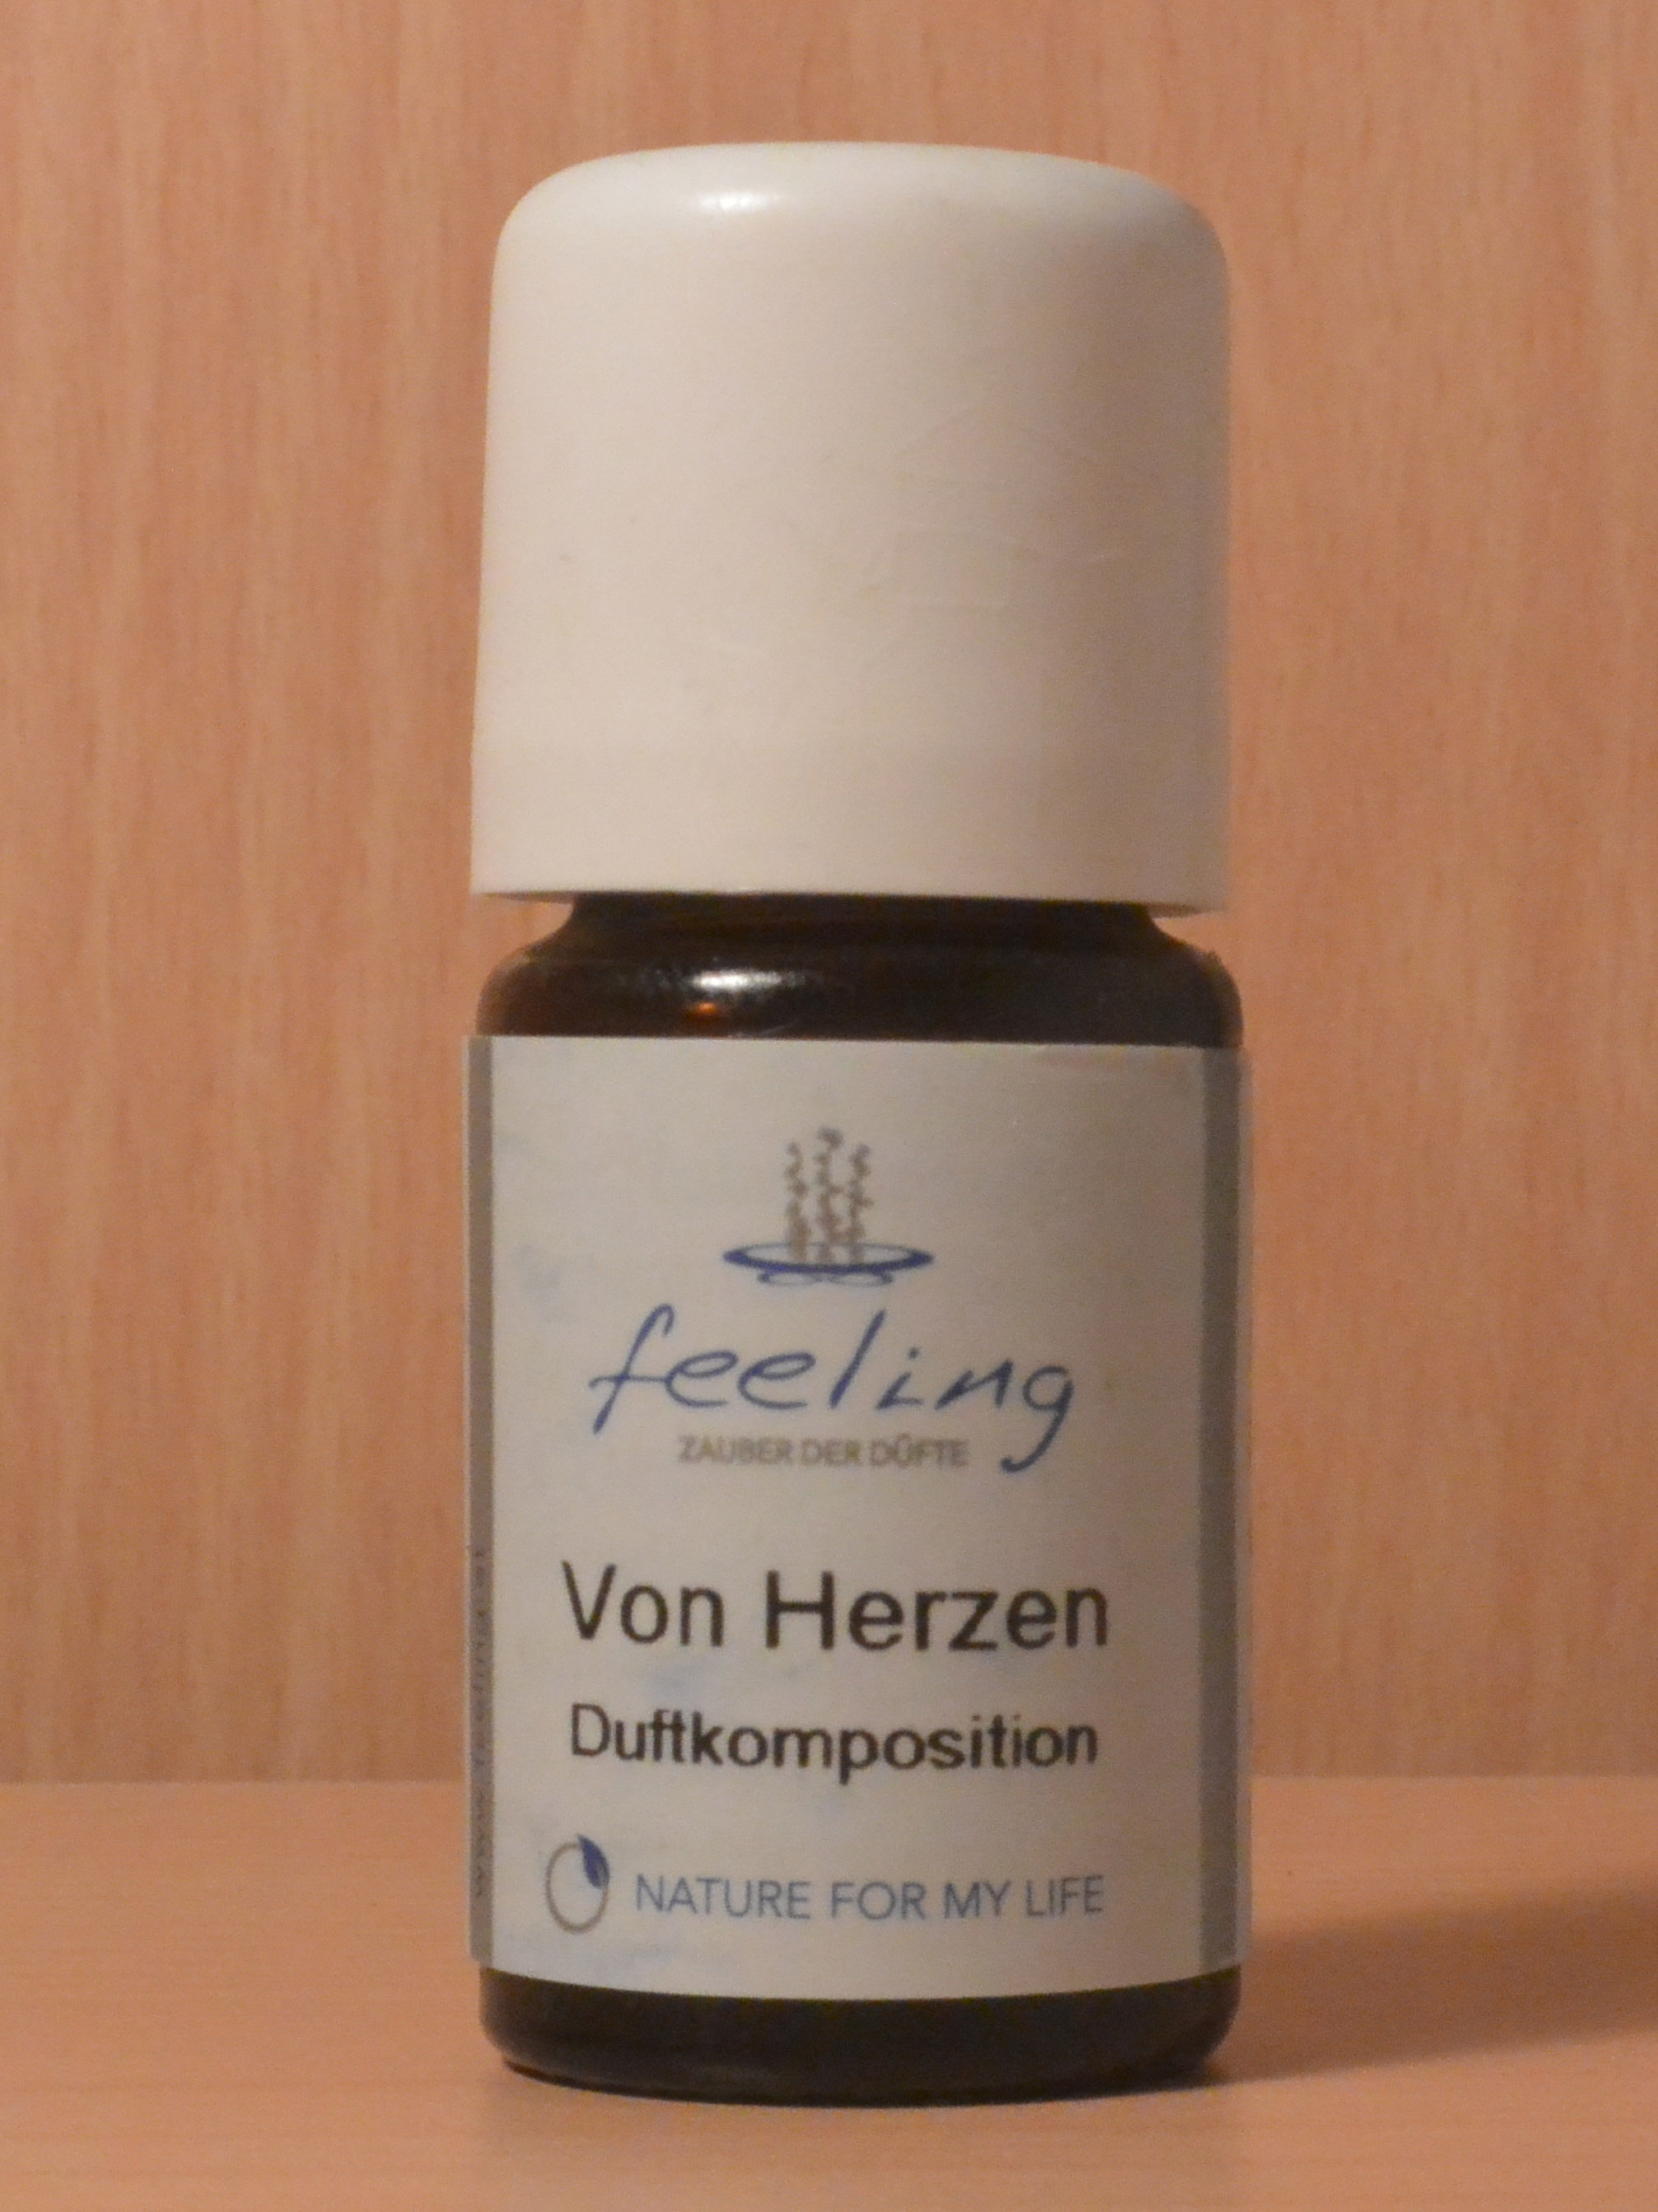 feeling
ZAUBER DER DÜFTE
Von Herzen
Duftkomposition
NATURE FOR MY LIFE